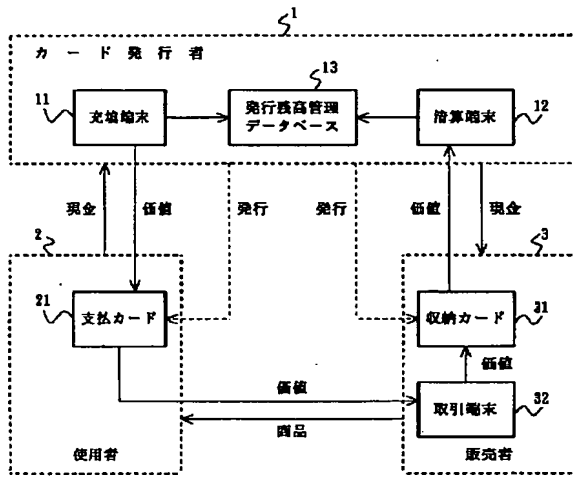 1
カード発行者
11
充填端末
13
発行残高管理
データベース
清算端末
12
現金
価値
発行
発行
価値
現金
2
3
21
支払カード
収納カード
31
価値
価値
取引端末
32
商品
使用者
販売者